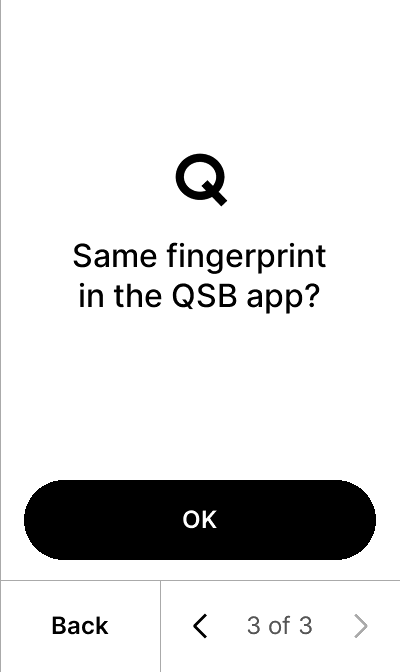 Q
Same fingerprint
in the QSB app?
OK
Back
3 of 3